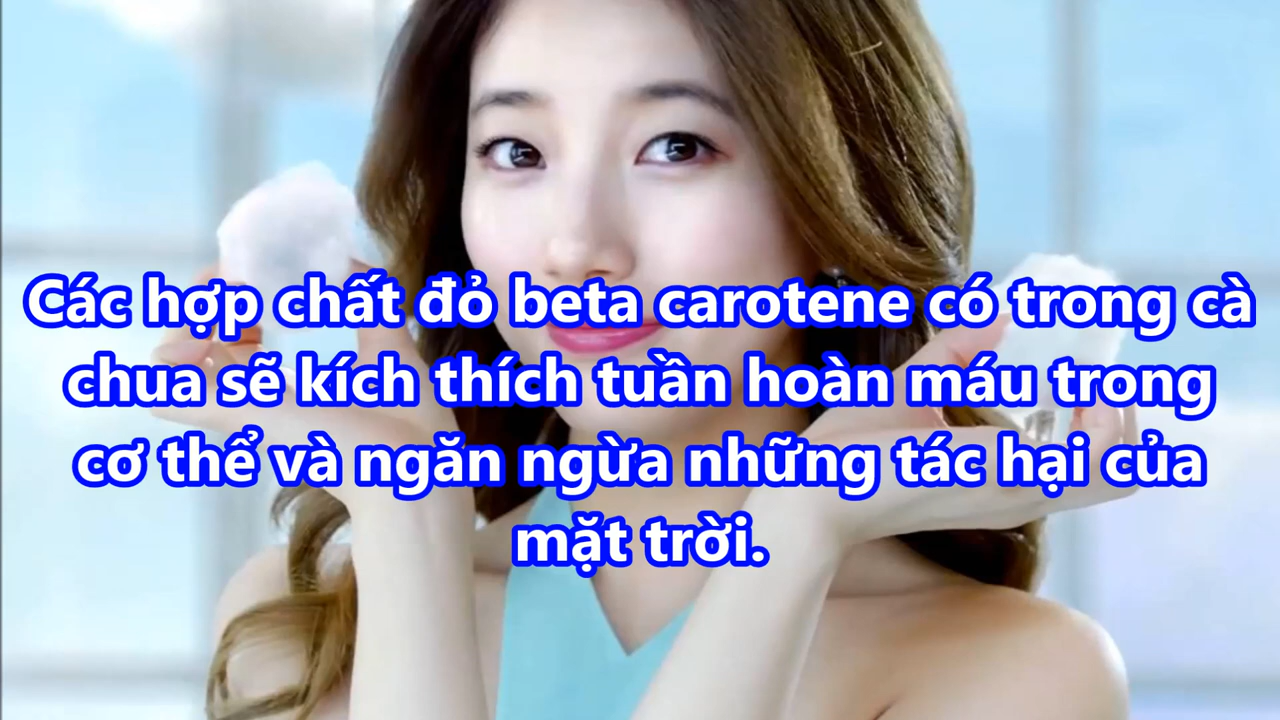 Các hợp chất đỏ beta carotene có trong cà
chua sẽ kích thích tuần hoàn máu trong
cơ thể và ngăn ngừa những tác hại của
mặt trời.